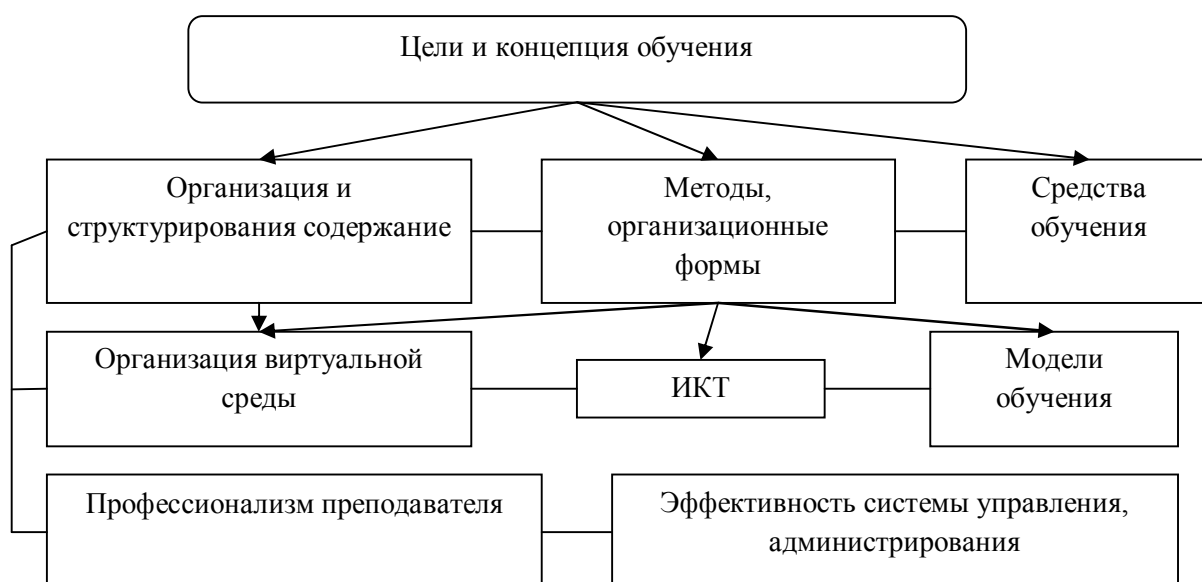 Цели и концепция обучения
Организация и
структурирования содержание
Методы,
организационные
формы
Средства
обучения
Организация виртуальной
среды
ИКТ
Модели
обучения
Профессионализм преподавателя
Эффективность системы управления,
администрирования